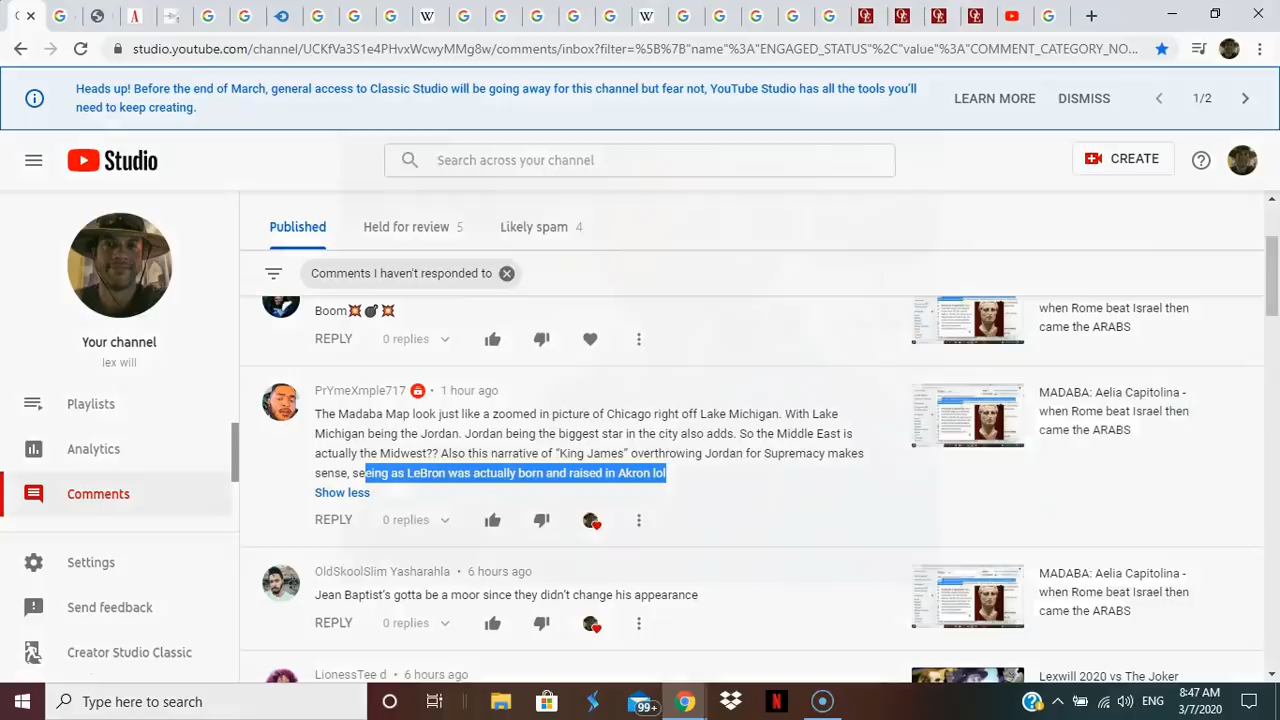 studio.youtube.com/channel/UCKfVa3S1e4PHvxWcwyMMg8w/comments/inbox?filter=%5B%7B"name"%3A"ENGAGED_STATUS"%2C"value"%3A"COMMENT_CATEGORY_NO...
Heads up! Before the end of March, general access to Classic Studio will be going away for this channel but fear not, YouTube Studio has all the tools you'll
need to keep creating.
LEARN MORE
DISMISS
1/2
Studio
Search across your channel
CREATE
Published
Held for review 5
Likely spam 4
Comments I haven't responded to
Your channel
lex will
Playlists
Analytics
Comments
Settings
Send feedback
Creator Studio Classic
Boom
REPLY
0 replies
when Rome beat Israel then
came the ARABS
PrYmeXmple717 • 1 hour ago
The Madaba Map look just like a zoomed in picture of Chicago right off Lake Michigan. With Lake
Michigan being the Jordan. Jordan being the biggest star in the city also adds. So the Middle East is
actually the Midwest?? Also this narrative of "King James" overthrowing Jordan for Supremacy makes
sense, seeing as LeBron was actually born and raised in Akron lol
Show less
REPLY
0 replies
MADABA: Aelia Capitolina -
when Rome beat Israel then
came the ARABS
OldSkoolSlim Yasharahla • 6 hours ago
Jean Baptist's gotta be a moor since they didn't change his appearance
REPLY
0 replies
MADABA: Aelia Capitolina -
when Rome beat Israel then
came the ARABS
LionessTee d • 6 hours ago
Lexwill 2020 vs The Joker
Type here to search
99+
ENG
8:47 AM
3/7/2020